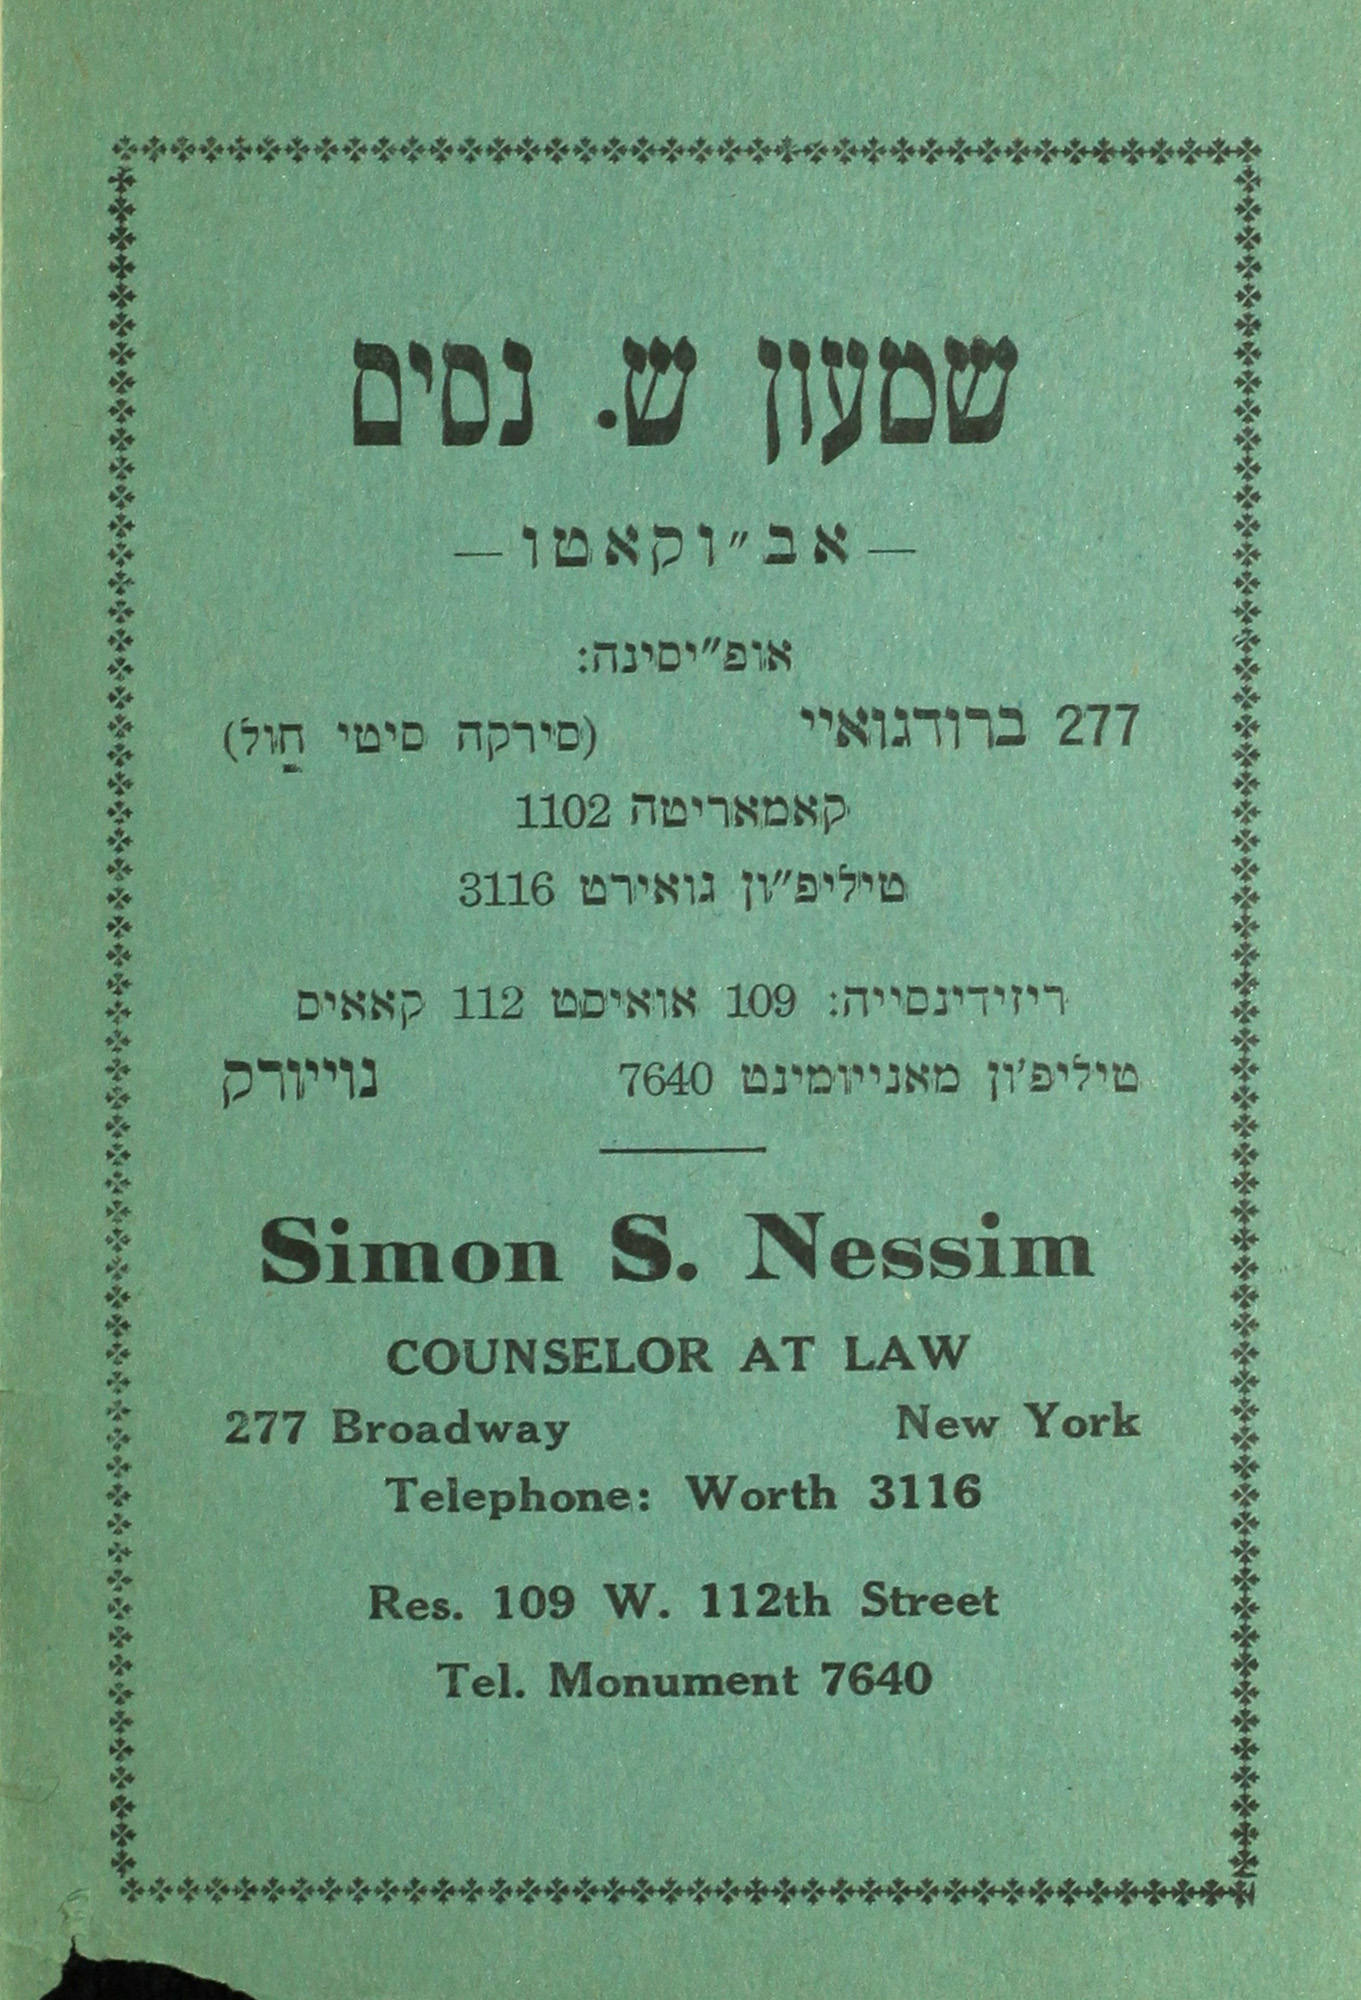 שמעון ש. נסים
— אב״וקאטו —
אופ״יסינה:
277 ברודגואיי (סירקה סיטי חָול)
קאמאריטה 1102
טיליפ״ון גואירט 3116
ריזידינסייה: 109 אואיסט 112 קאאיס
טיליפ'ון מאנייומינט 7640 נוייורק
Simon S. Nessim
COUNSELOR AT LAW
277 Broadway New York
Telephone: Worth 3116
Res. 109 W. 112th Street
Tel. Monument 7640